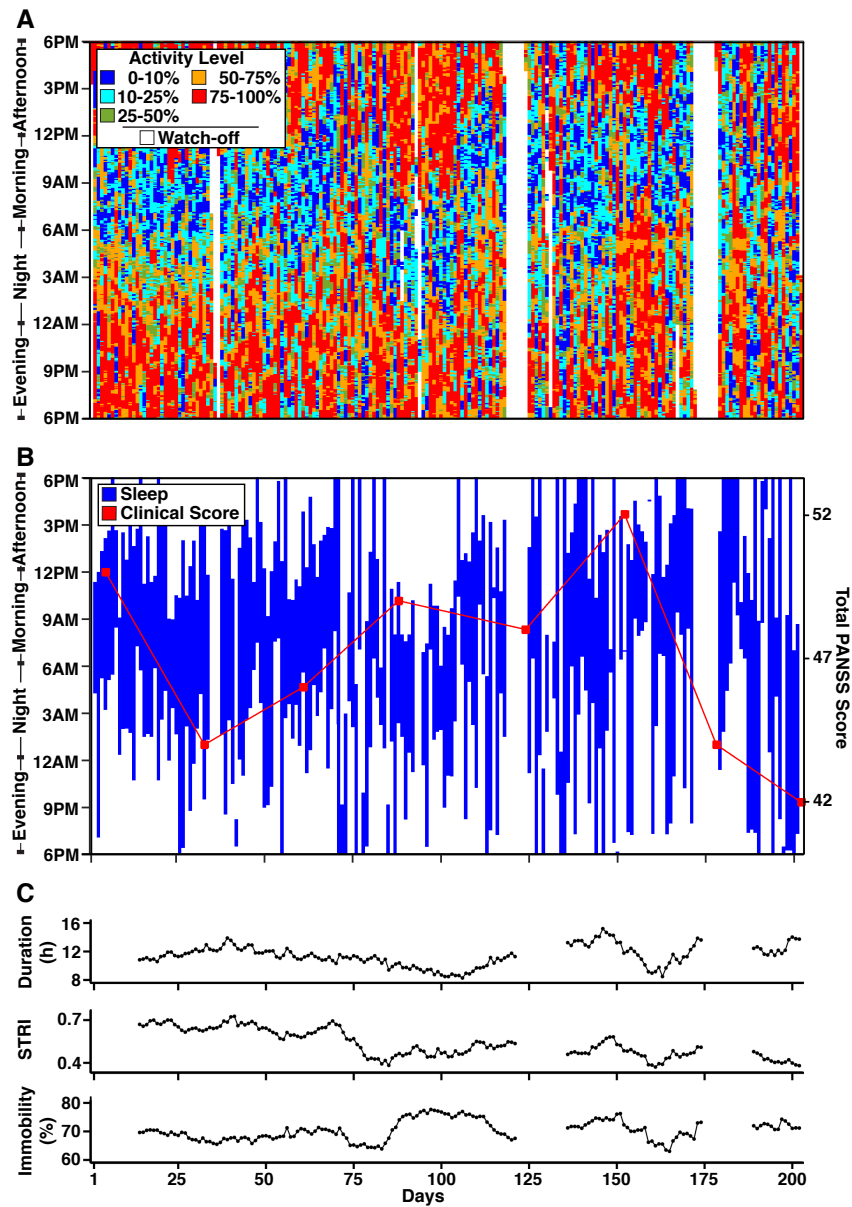 A
6PM
3PM
12PM
9AM
6AM
3AM
12AM
9PM
6PM
Evening Night Morning Afternoon
Activity Level
0-10% 50-75%
10-25% 75-100%
25-50%
Watch-off
B
6PM
3PM
12PM
9AM
6AM
3AM
12AM
9PM
6PM
Evening Night Morning Afternoon
Sleep
Clinical Score
52
47
42
Total PANSS Score
C
Duration
(h)
16
12
8
STRI
0.7
0.4
Immobility
(%)
80
70
60
1 25 50 75 100 125 150 175 200
Days